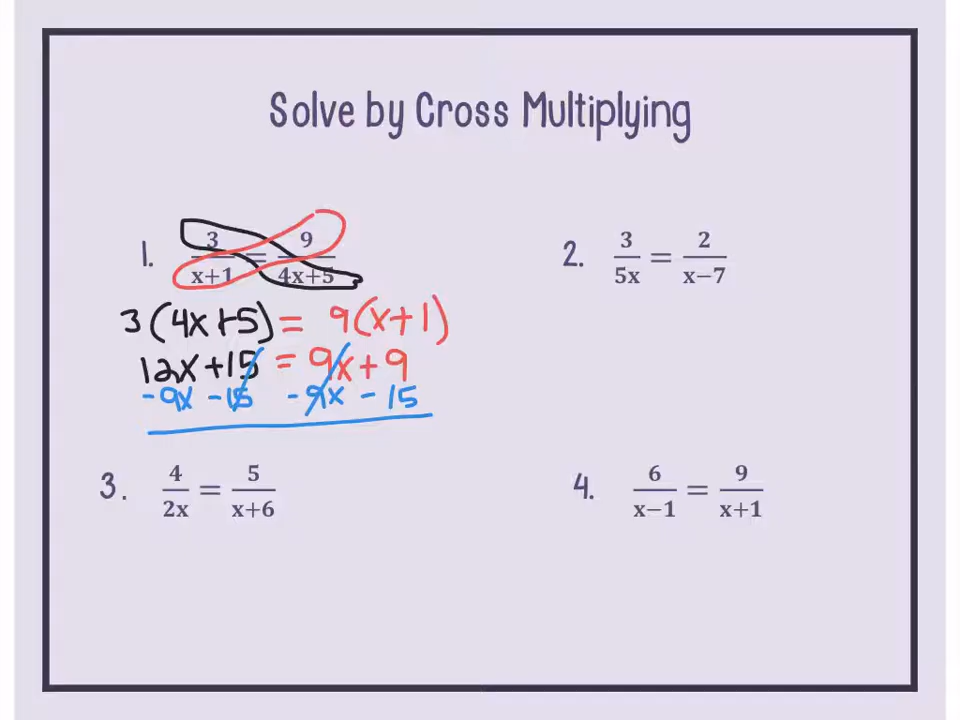 Solve by Cross Multiplying
1. 3/x+1 = 9/4x+5
3(4x+5) = 9(x+1)
12x+15 = 9x+9
-9x -15 -9x -15
2. 3/5x = 2/x−7
3. 4/2x = 5/x+6
4. 6/x−1 = 9/x+1